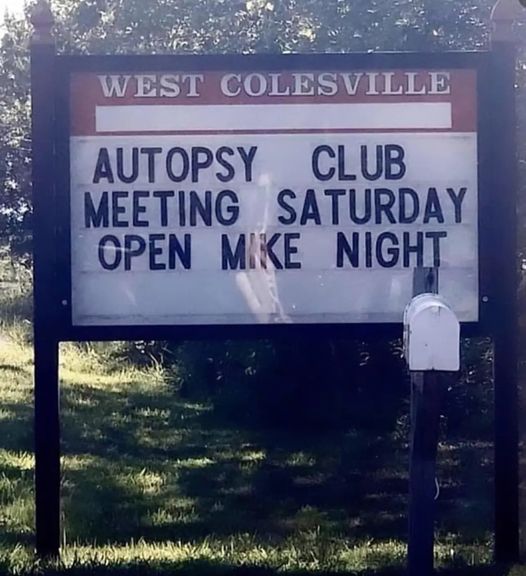 WEST COLESVILLE
AUTOPSY CLUB
MEETING SATURDAY
OPEN MIKE NIGHT